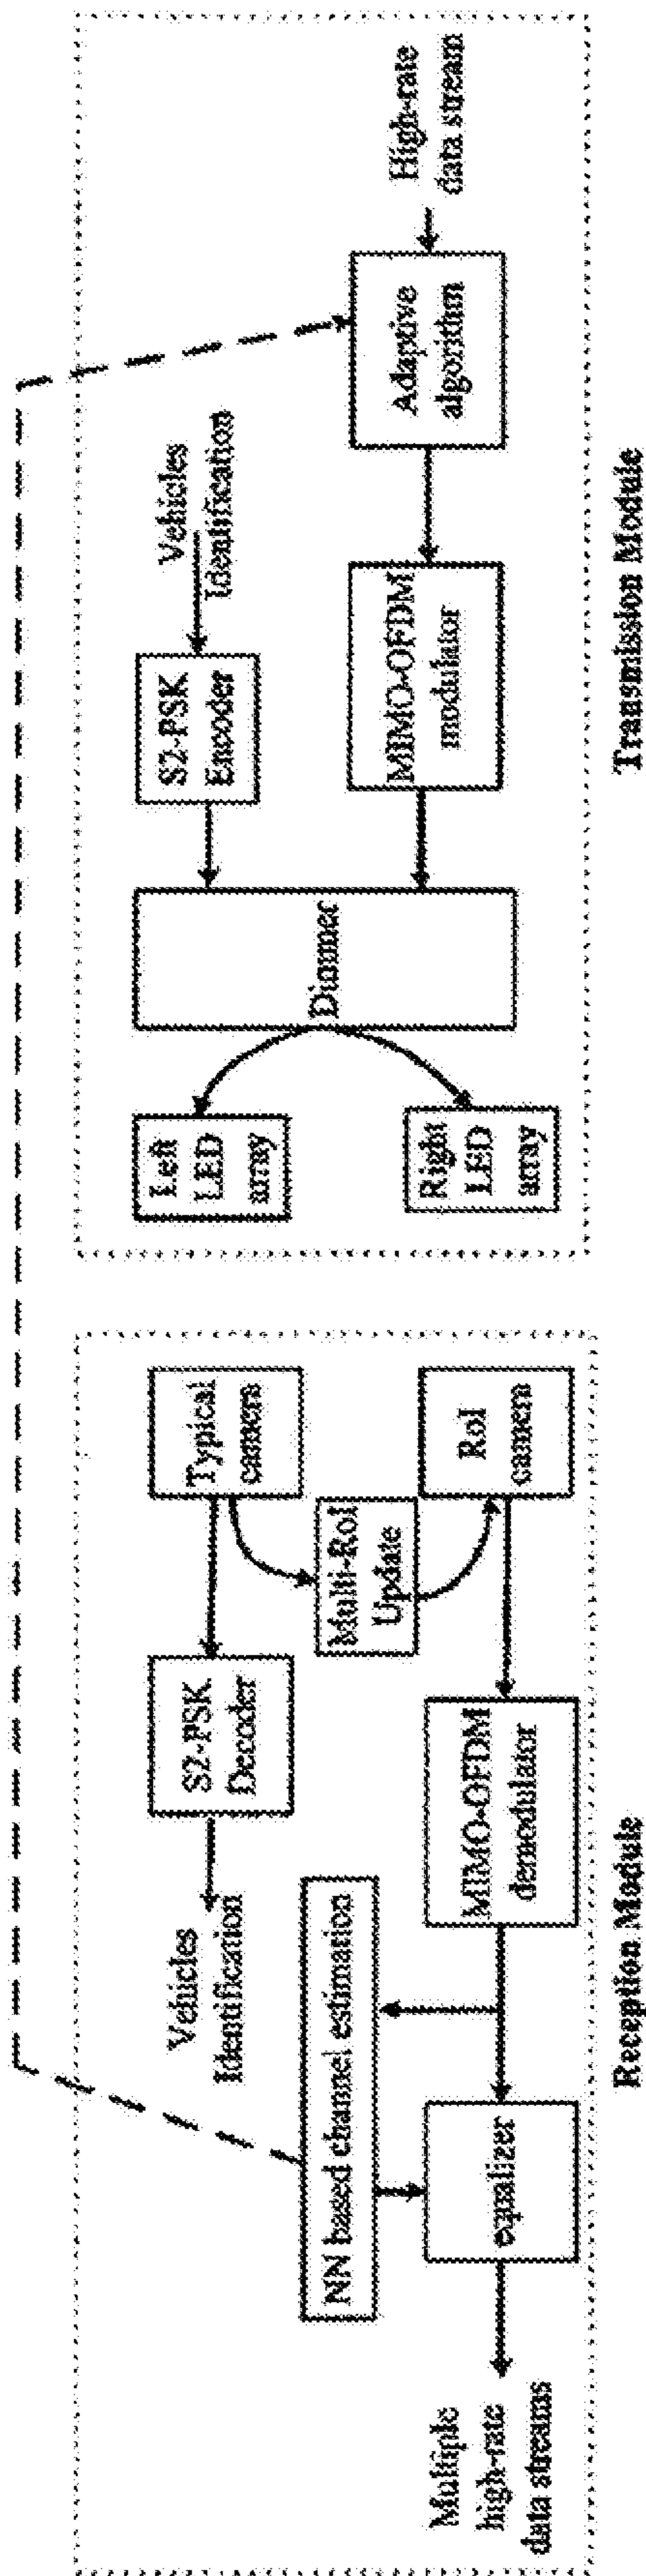 Multiple
high-rate
data streams
equalizer
NN based channel estimation
MIMO-OFDM
demodulator
Vehicles
Identification
S2-PSK
Decoder
Multi-RoI
Update
Typical
camera
RoI
camera
Reception Module
Left
LED
array
Right
LED
array
Dimmer
S2-PSK
Encoder
Vehicles
Identification
MIMO-OFDM
modulator
Adaptive
algorithm
High-rate
data stream
Transmission Module